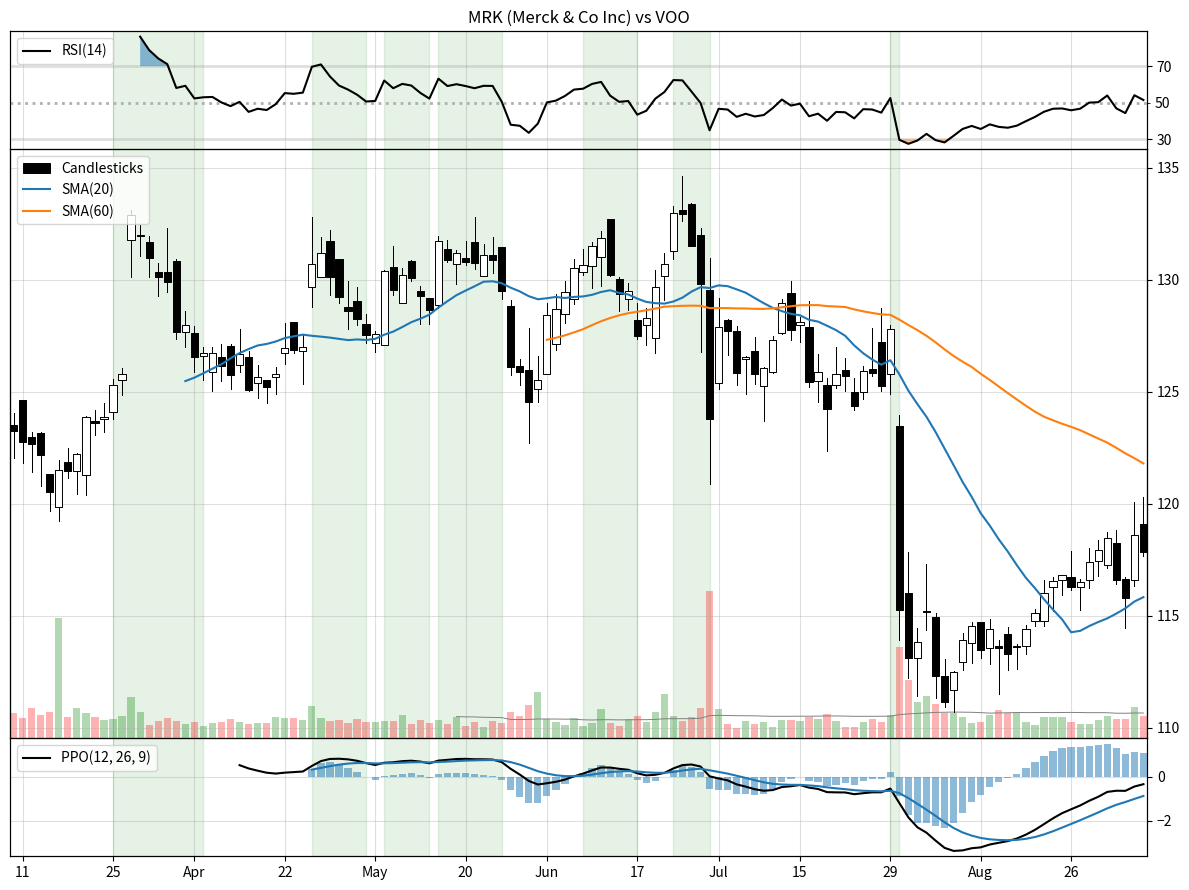 MRK (Merck & Co Inc) vs VOO
RSI(14)
70
50
30
Candlesticks
SMA(20)
SMA(60)
135
130
125
120
115
110
PPO(12, 26, 9)
0
−2
11 25 Apr 22 May 20 Jun 17 Jul 15 29 Aug 26